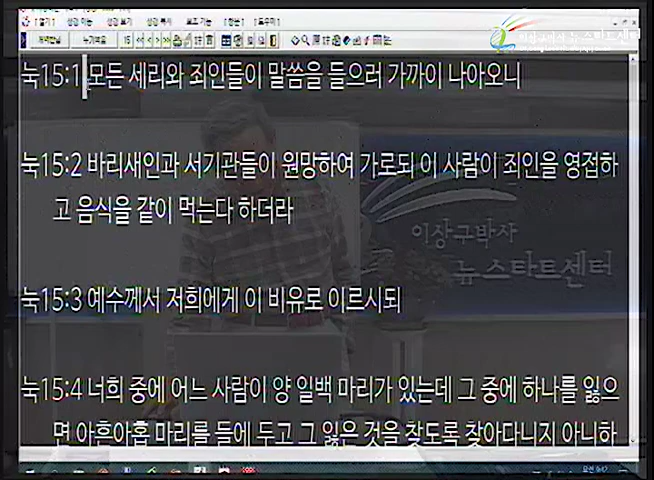 눅15:1 모든 세리와 죄인들이 말씀을 들으러 가까이 나아오니
눅15:2 바리새인과 서기관들이 원망하여 가로되 이 사람이 죄인을 영접하
고 음식을 같이 먹는다 하더라
이상구박사
뉴스타트센터
눅15:3 예수께서 저희에게 이 비유로 이르시되
눅15:4 너희 중에 어느 사람이 양 일백 마리가 있는데 그 중에 하나를 잃으
면 아흔아홉 마리를 들에 두고 그 잃은 것을 찾도록 찾아다니지 아니하